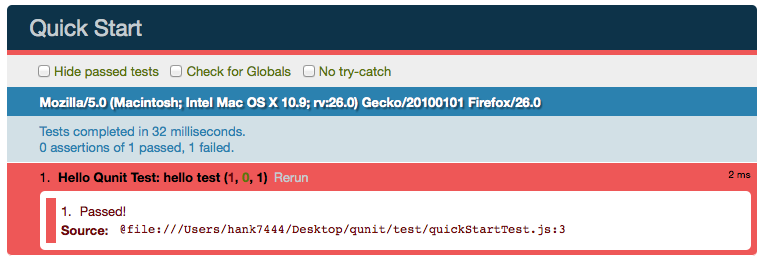 Quick Start
Hide passed tests Check for Globals No try-catch
Mozilla/5.0 (Macintosh; Intel Mac OS X 10.9; rv:26.0) Gecko/20100101 Firefox/26.0
Tests completed in 32 milliseconds.
0 assertions of 1 passed, 1 failed.
1. Hello Qunit Test: hello test (1, 0, 1) Rerun 2 ms
1. Passed!
Source: @file:///Users/hank7444/Desktop/qunit/test/quickStartTest.js:3